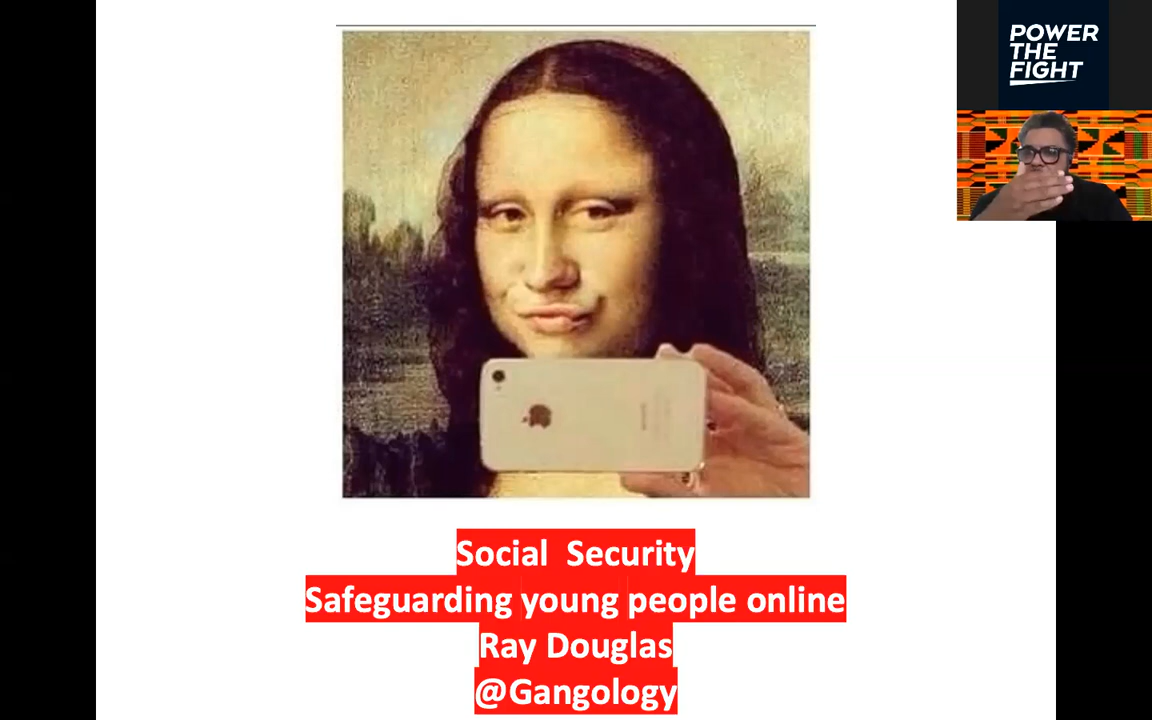 POWER
THE
FIGHT
Social Security
Safeguarding young people online
Ray Douglas
@Gangology